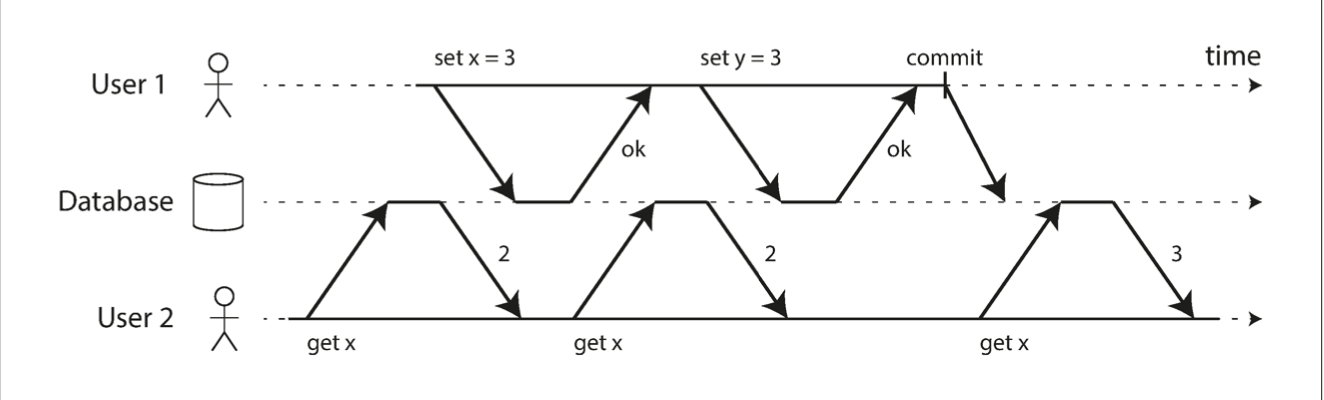 set x = 3
set y = 3
commit
time
User 1
ok
ok
Database
2
2
3
User 2
get x
get x
get x